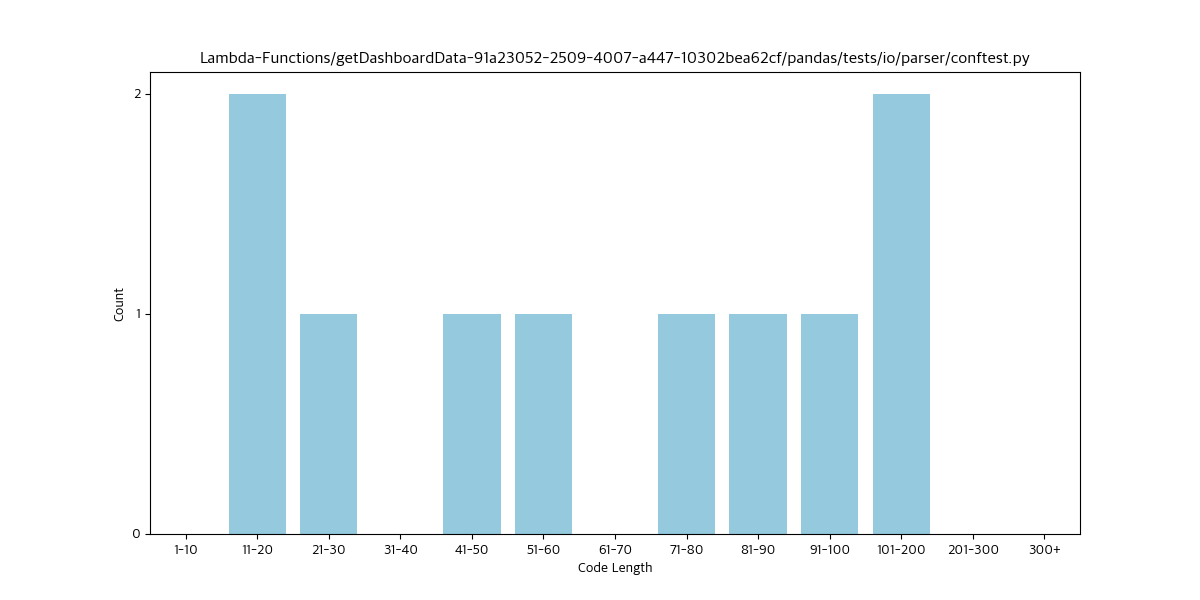 Lambda-Functions/getDashboardData-91a23052-2509-4007-a447-10302bea62cf/pandas/tests/io/parser/conftest.py
2
1
0
Count
1-10 11-20 21-30 31-40 41-50 51-60 61-70 71-80 81-90 91-100 101-200 201-300 300+
Code Length